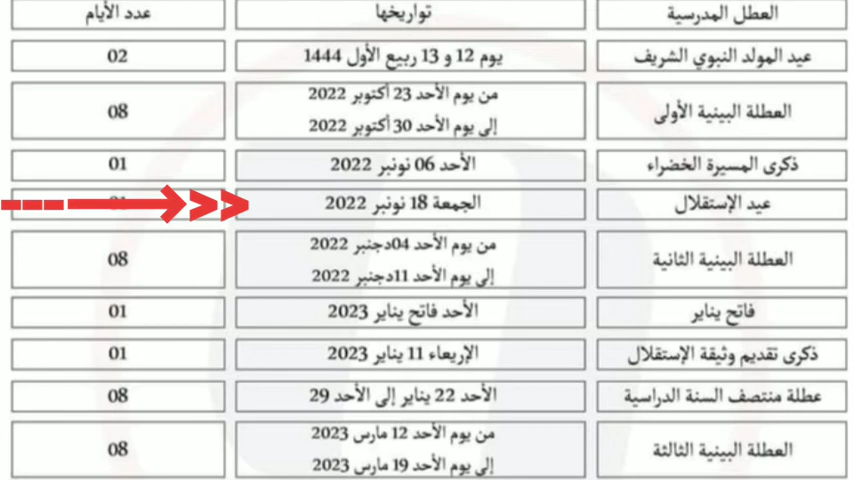 العطل المدرسية تواريخها عدد الأيام
عيد المولد النبوي الشريف يوم 12 و 13 ربيع الأول 1444 02
العطلة البينية الأولى من يوم الأحد 23 أكتوبر 2022 08
إلى يوم الأحد 30 أكتوبر 2022
ذكرى المسيرة الخضراء الأحد 06 نونبر 2022 01
عيد الإستقلال الجمعة 18 نونبر 2022
العطلة البينية الثانية من يوم الأحد 04دجنبر 2022 08
إلى يوم الأحد 11دجنبر 2022
فاتح يناير الأحد فاتح يناير 2023 01
ذكرى تقديم وثيقة الإستقلال الإربعاء 11 يناير 2023 01
عطلة منتصف السنة الدراسية الأحد 22 يناير إلى الأحد 29 08
العطلة البينية الثالثة من يوم الأحد 12 مارس 2023 08
إلى يوم الأحد 19 مارس 2023